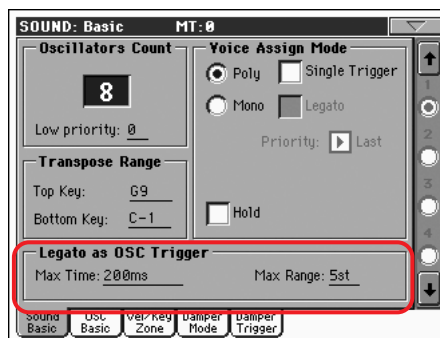 SOUND: Basic MT:0
Oscillators Count
8
Low priority: 0
Transpose Range
Top Key: G9
Bottom Key: C-1
Voice Assign Mode
Poly Single Trigger
Mono Legato
Priority: Last
Hold
Legato as OSC Trigger
Max Time: 200ms Max Range: 5st
1
2
3
4
Sound Basic
OSC Basic
Vel/Key Zone
Damper Mode
Damper Trigger